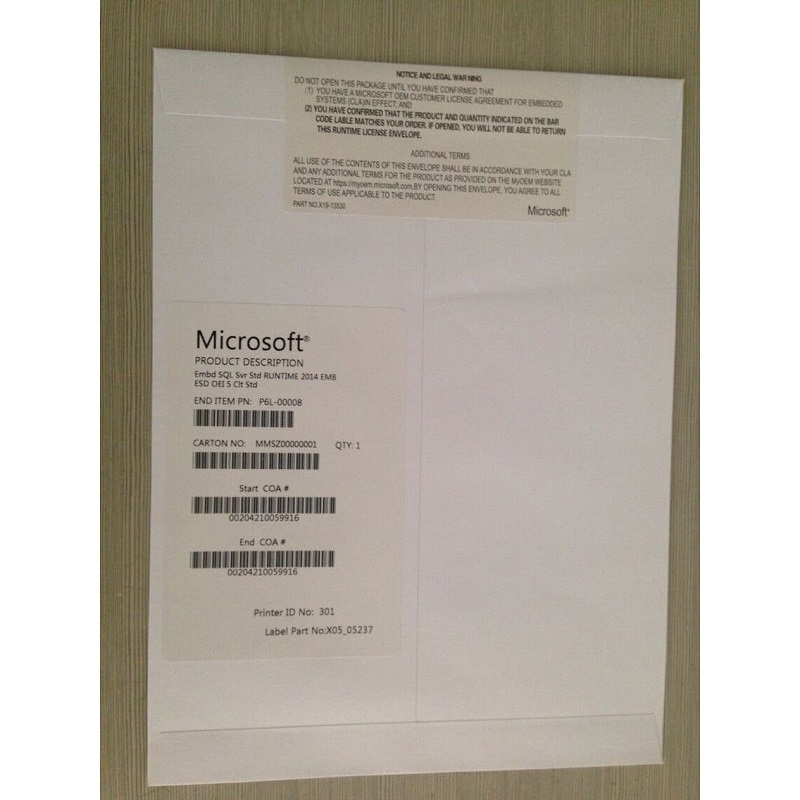 NOTICE AND LEGAL WARNING
DO NOT OPEN THIS PACKAGE UNTIL YOU HAVE CONFIRMED THAT
(1) YOU HAVE A MICROSOFT OEM CUSTOMER LICENSE AGREEMENT FOR EMBEDDED
SYSTEMS (CLA)IN EFFECT; AND
(2) YOU HAVE CONFIRMED THAT THE PRODUCT AND QUANTITY INDICATED ON THE BAR
CODE LABLE MATCHES YOUR ORDER. IF OPENED, YOU WILL NOT BE ABLE TO RETURN
THIS RUNTIME LICENSE ENVELOPE.
ADDITIONAL TERMS
ALL USE OF THE CONTENTS OF THIS ENVELOPE SHALL BE IN ACCORDANCE WITH YOUR CLA
AND ANY ADDITIONAL TERMS FOR THE PRODUCT AS PROVIDED ON THE MyOEM WEBSITE
LOCATED AT https://myoem.microsoft.com BY OPENING THIS ENVELOPE, YOU AGREE TO ALL
TERMS OF USE APPLICABLE TO THE PRODUCT.
PART NO.X19-13530
Microsoft®
Microsoft®
PRODUCT DESCRIPTION
Embd SQL Svr Std RUNTIME 2014 EMB
ESD OEI 5 Clt Std
END ITEM PN: P6L-00008
CARTON NO: MMSZ00000001 QTY: 1
Start COA #
00204210059916
End COA #
00204210059916
Printer ID No: 301
Label Part No:X05_05237